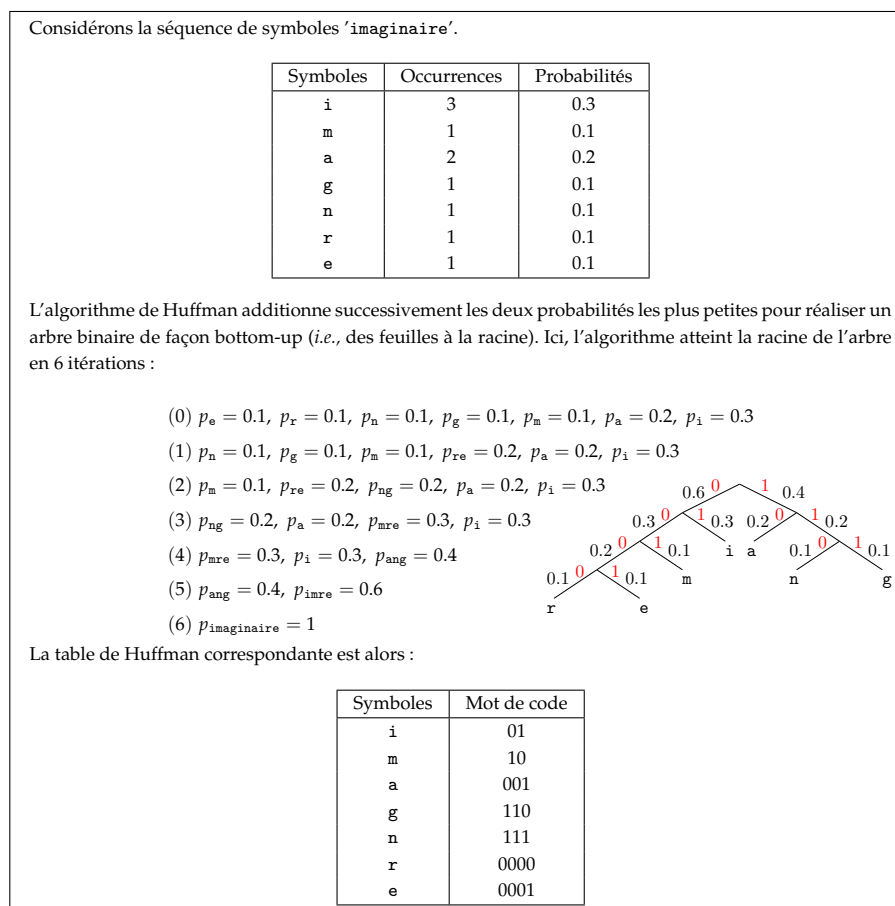 Considérons la séquence de symboles 'imaginaire'.
Symboles Occurrences Probabilités
i 3 0.3
m 1 0.1
a 2 0.2
g 1 0.1
n 1 0.1
r 1 0.1
e 1 0.1
L'algorithme de Huffman additionne successivement les deux probabilités les plus petites pour réaliser un
arbre binaire de façon bottom-up (i.e., des feuilles à la racine). Ici, l'algorithme atteint la racine de l'arbre
en 6 itérations :
(0) p_e = 0.1, p_r = 0.1, p_n = 0.1, p_g = 0.1, p_m = 0.1, p_a = 0.2, p_i = 0.3
(1) p_n = 0.1, p_g = 0.1, p_m = 0.1, p_re = 0.2, p_a = 0.2, p_i = 0.3
(2) p_m = 0.1, p_re = 0.2, p_ng = 0.2, p_a = 0.2, p_i = 0.3
(3) p_ng = 0.2, p_a = 0.2, p_mre = 0.3, p_i = 0.3
(4) p_mre = 0.3, p_i = 0.3, p_ang = 0.4
(5) p_ang = 0.4, p_imre = 0.6
(6) p_imaginaire = 1
0.6 0 1 0.4
0.3 0 1 0.3 0.2 0 1 0.2
0.2 0 1 0.1 i a 0.1 0 1 0.1
0.1 0 1 0.1 m n g
r e
La table de Huffman correspondante est alors :
Symboles Mot de code
i 01
m 10
a 001
g 110
n 111
r 0000
e 0001